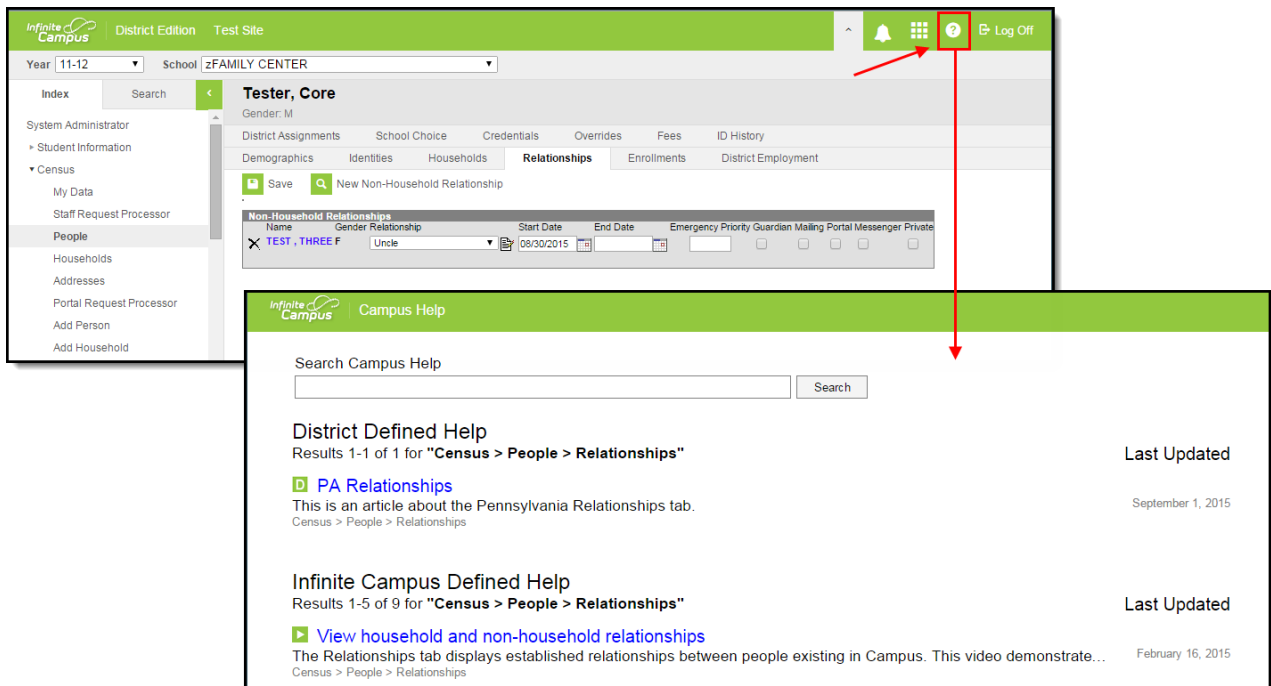 Infinite Campus District Edition Test Site Log Off
Year 11-12 School zFAMILY CENTER
Index Search
System Administrator
Student Information
Census
My Data
Staff Request Processor
People
Households
Addresses
Portal Request Processor
Add Person
Add Household
Tester, Core
Gender: M
District Assignments School Choice Credentials Overrides Fees ID History
Demographics Identities Households Relationships Enrollments District Employment
Save New Non-Household Relationship
Non-Household Relationships
Name Gender Relationship Start Date End Date Emergency Priority Guardian Mailing Portal Messenger Private
TEST , THREE F Uncle 08/30/2015
Infinite Campus Campus Help
Search Campus Help
Search
District Defined Help
Results 1-1 of 1 for "Census > People > Relationships" Last Updated
D PA Relationships
This is an article about the Pennsylvania Relationships tab. September 1, 2015
Census > People > Relationships
Infinite Campus Defined Help
Results 1-5 of 9 for "Census > People > Relationships" Last Updated
View household and non-household relationships
The Relationships tab displays established relationships between people existing in Campus. This video demonstrate... February 16, 2015
Census > People > Relationships